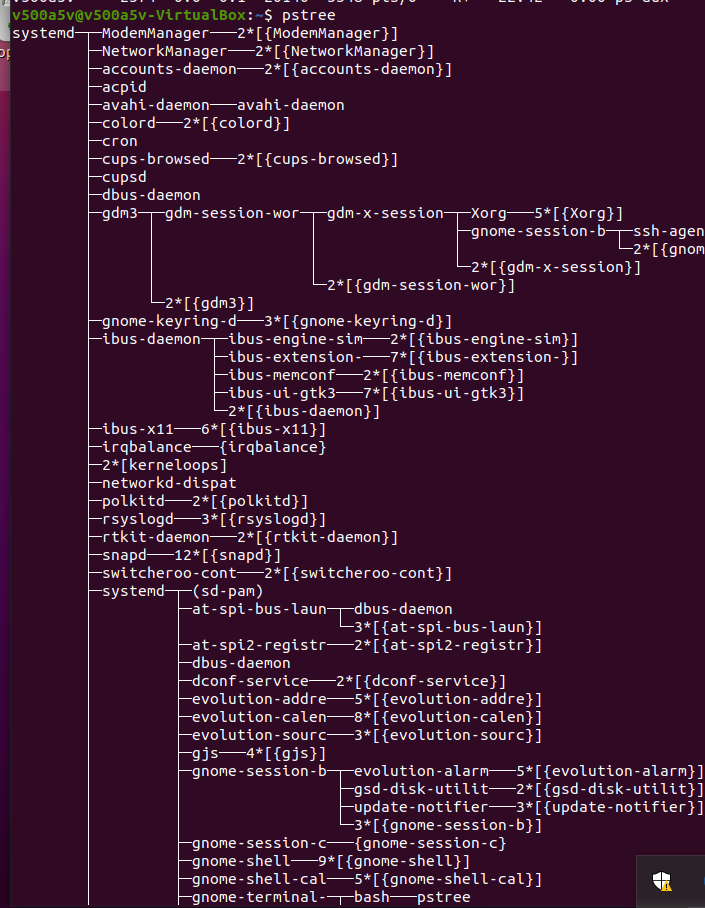 v500a5v@v500a5v-VirtualBox:~$ pstree
systemd─┬─ModemManager───2*[{ModemManager}]
        ├─NetworkManager───2*[{NetworkManager}]
        ├─accounts-daemon───2*[{accounts-daemon}]
        ├─acpid
        ├─avahi-daemon───avahi-daemon
        ├─colord───2*[{colord}]
        ├─cron
        ├─cups-browsed───2*[{cups-browsed}]
        ├─cupsd
        ├─dbus-daemon
        ├─gdm3─┬─gdm-session-wor─┬─gdm-x-session─┬─Xorg───5*[{Xorg}]
        │      │                 │               ├─gnome-session-b─┬─ssh-agen
        │      │                 │               │                 └─2*[{gnom
        │      │                 │               └─2*[{gdm-x-session}]
        │      │                 └─2*[{gdm-session-wor}]
        │      └─2*[{gdm3}]
        ├─gnome-keyring-d───3*[{gnome-keyring-d}]
        ├─ibus-daemon─┬─ibus-engine-sim───2*[{ibus-engine-sim}]
        │             ├─ibus-extension-───7*[{ibus-extension-}]
        │             ├─ibus-memconf───2*[{ibus-memconf}]
        │             ├─ibus-ui-gtk3───7*[{ibus-ui-gtk3}]
        │             └─2*[{ibus-daemon}]
        ├─ibus-x11───6*[{ibus-x11}]
        ├─irqbalance───{irqbalance}
        ├─2*[kerneloops]
        ├─networkd-dispat
        ├─polkitd───2*[{polkitd}]
        ├─rsyslogd───3*[{rsyslogd}]
        ├─rtkit-daemon───2*[{rtkit-daemon}]
        ├─snapd───12*[{snapd}]
        ├─switcheroo-cont───2*[{switcheroo-cont}]
        ├─systemd─┬─(sd-pam)
        │         ├─at-spi-bus-laun─┬─dbus-daemon
        │         │                 └─3*[{at-spi-bus-laun}]
        │         ├─at-spi2-registr───2*[{at-spi2-registr}]
        │         ├─dbus-daemon
        │         ├─dconf-service───2*[{dconf-service}]
        │         ├─evolution-addre───5*[{evolution-addre}]
        │         ├─evolution-calen───8*[{evolution-calen}]
        │         ├─evolution-sourc───3*[{evolution-sourc}]
        │         ├─gjs───4*[{gjs}]
        │         ├─gnome-session-b─┬─evolution-alarm───5*[{evolution-alarm}]
        │         │                 ├─gsd-disk-utilit───2*[{gsd-disk-utilit}]
        │         │                 ├─update-notifier───3*[{update-notifier}]
        │         │                 └─3*[{gnome-session-b}]
        │         ├─gnome-session-c───{gnome-session-c}
        │         ├─gnome-shell───9*[{gnome-shell}]
        │         ├─gnome-shell-cal───5*[{gnome-shell-cal}]
        │         ├─gnome-terminal-─┬─bash───pstree